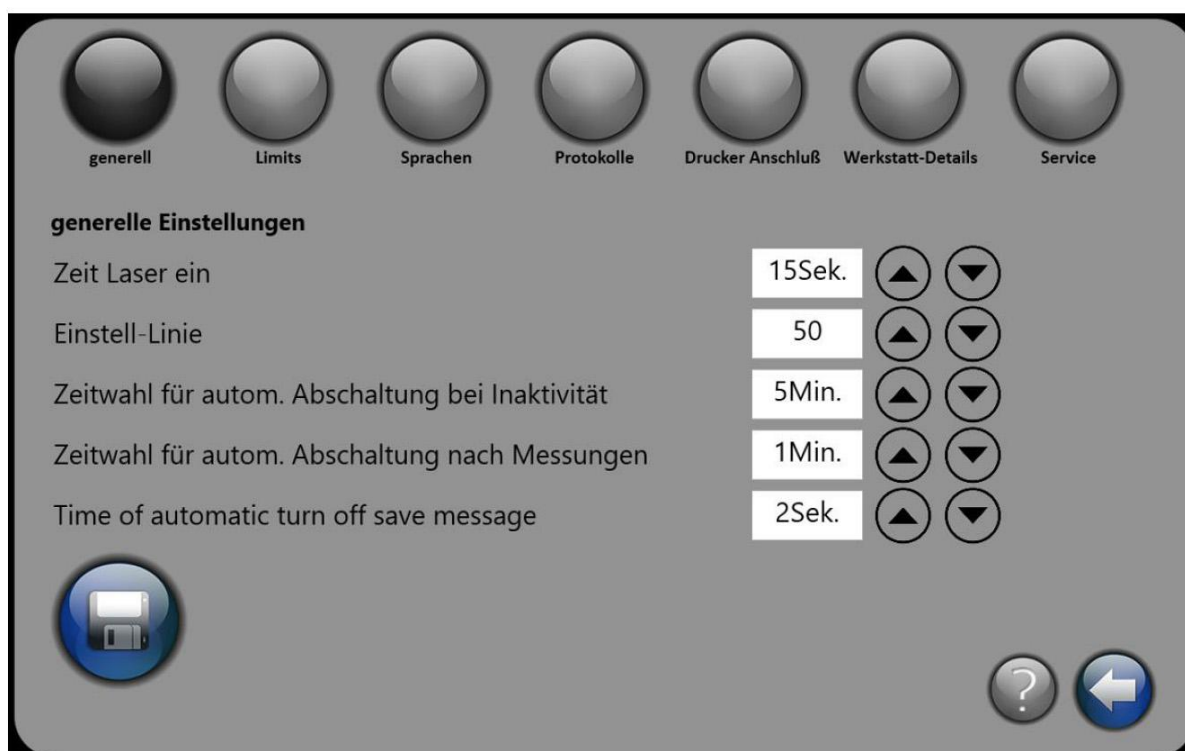 generell Limits Sprachen Protokolle Drucker Anschluß Werkstatt-Details Service
generelle Einstellungen
Zeit Laser ein 15Sek.
Einstell-Linie 50
Zeitwahl für autom. Abschaltung bei Inaktivität 5Min.
Zeitwahl für autom. Abschaltung nach Messungen 1Min.
Time of automatic turn off save message 2Sek.
?